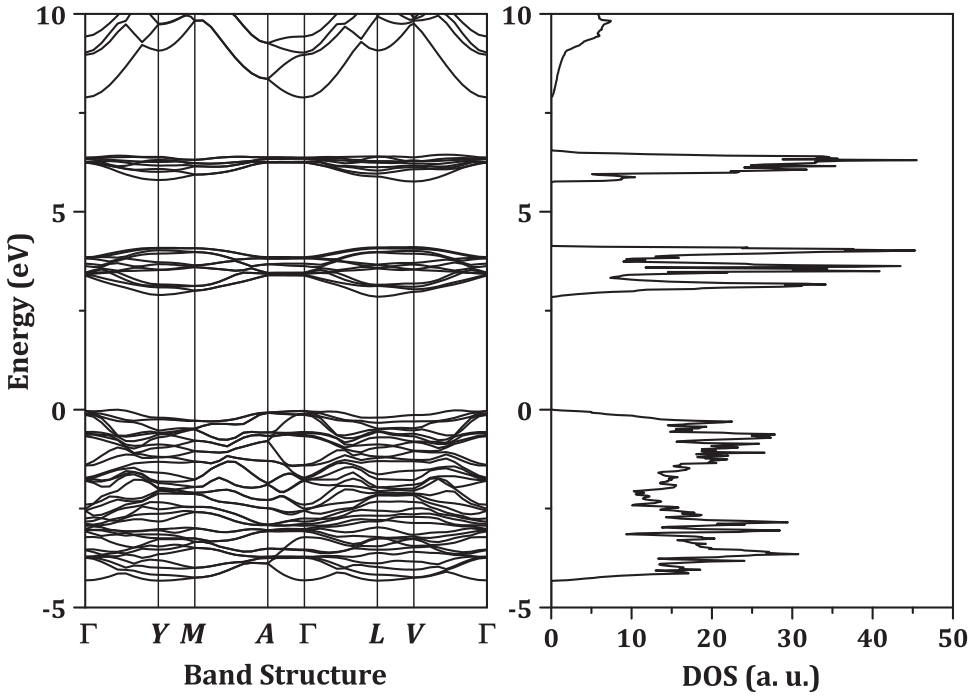 10
5
0
-5
Energy (eV)
Γ Y M A Γ L V Γ
Band Structure
10
5
0
-5
0 10 20 30 40 50
DOS (a. u.)